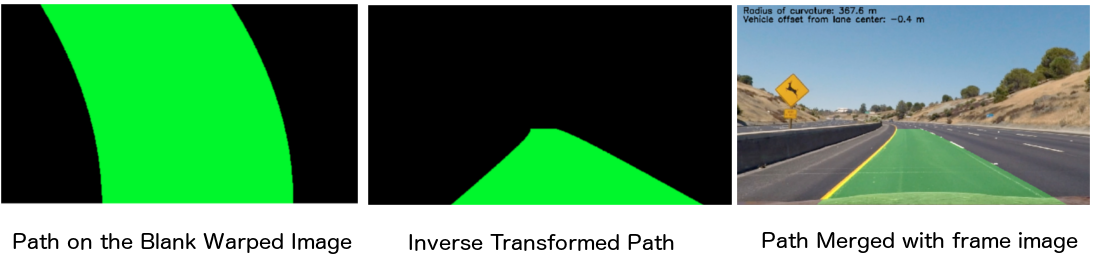 Radius of curvature: 367.6 m
Vehicle offset from lane center: -0.4 m
Path on the Blank Warped Image
Inverse Transformed Path
Path Merged with frame image